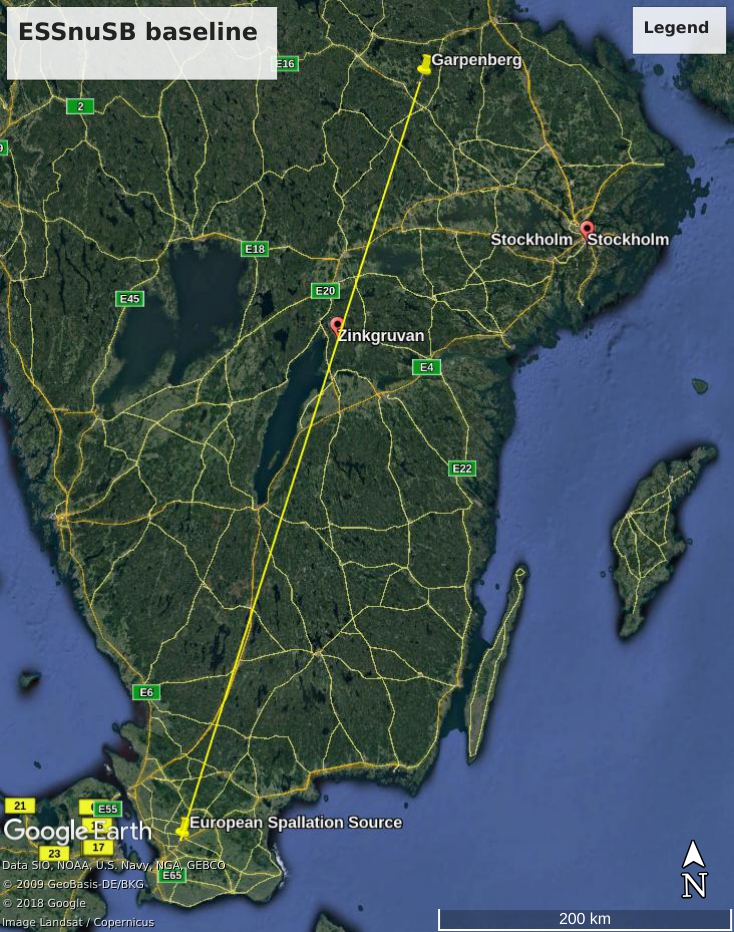 ESSnuSB baseline
Legend
E16
Garpenberg
2
9
Stockholm
Stockholm
E18
E20
E45
Zinkgruvan
E4
E22
E6
21
E55
European Spallation Source
Google Earth
23
17
Data SIO, NOAA, U.S. Navy, NGA, GEBCO
E65
© 2009 GeoBasis-DE/BKG
N
© 2018 Google
200 km
Image Landsat / Copernicus